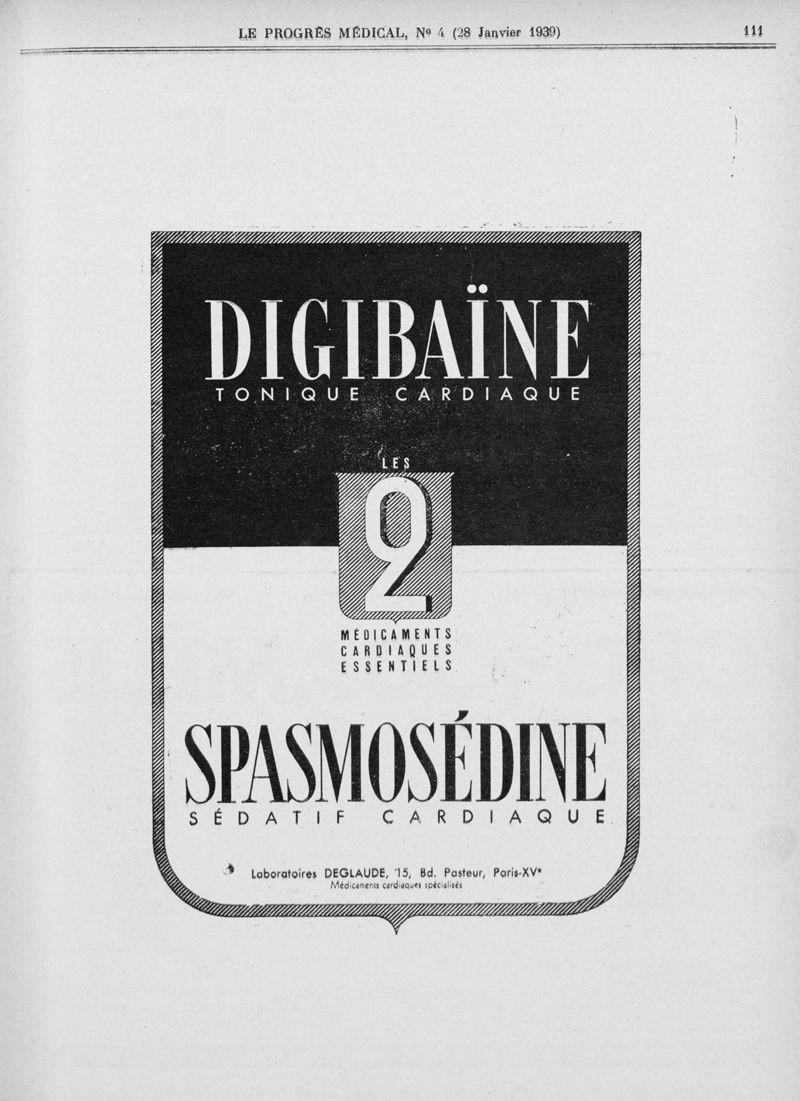 LE PROGRÈS MÉDICAL, Nº 4 (28 Janvier 1939) 111
DIGIBAÏNE
TONIQUE CARDIAQUE
LES
2
MÉDICAMENTS
CARDIAQUES
ESSENTIELS
SPASMOSÉDINE
SÉDATIF CARDIAQUE
Laboratoires DEGLAUDE, 15, Bd. Pasteur, Paris-XVe
Médicaments cardiaques spécialisés